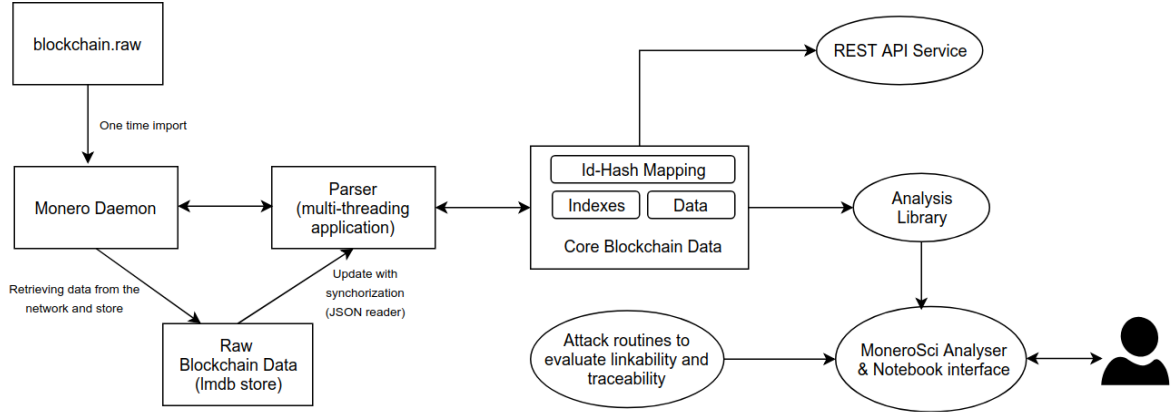 blockchain.raw
REST API Service
One time import
Monero Daemon
Parser
(multi-threading
application)
Id-Hash Mapping
Indexes
Data
Core Blockchain Data
Analysis
Library
Retrieving data from the
network and store
Update with
synchorization
(JSON reader)
Raw
Blockchain Data
(lmdb store)
Attack routines to
evaluate linkability and
traceability
MoneroSci Analyser
& Notebook interface